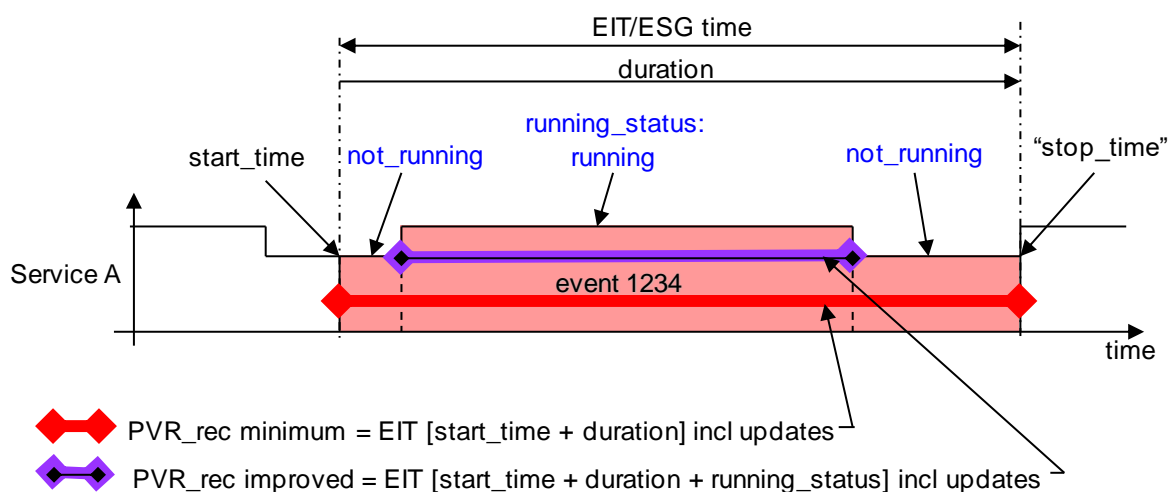 EIT/ESG time
duration
running_status:
start_time not_running running not_running “stop_time”
Service A
event 1234
time
PVR_rec minimum = EIT [start_time + duration] incl updates
PVR_rec improved = EIT [start_time + duration + running_status] incl updates